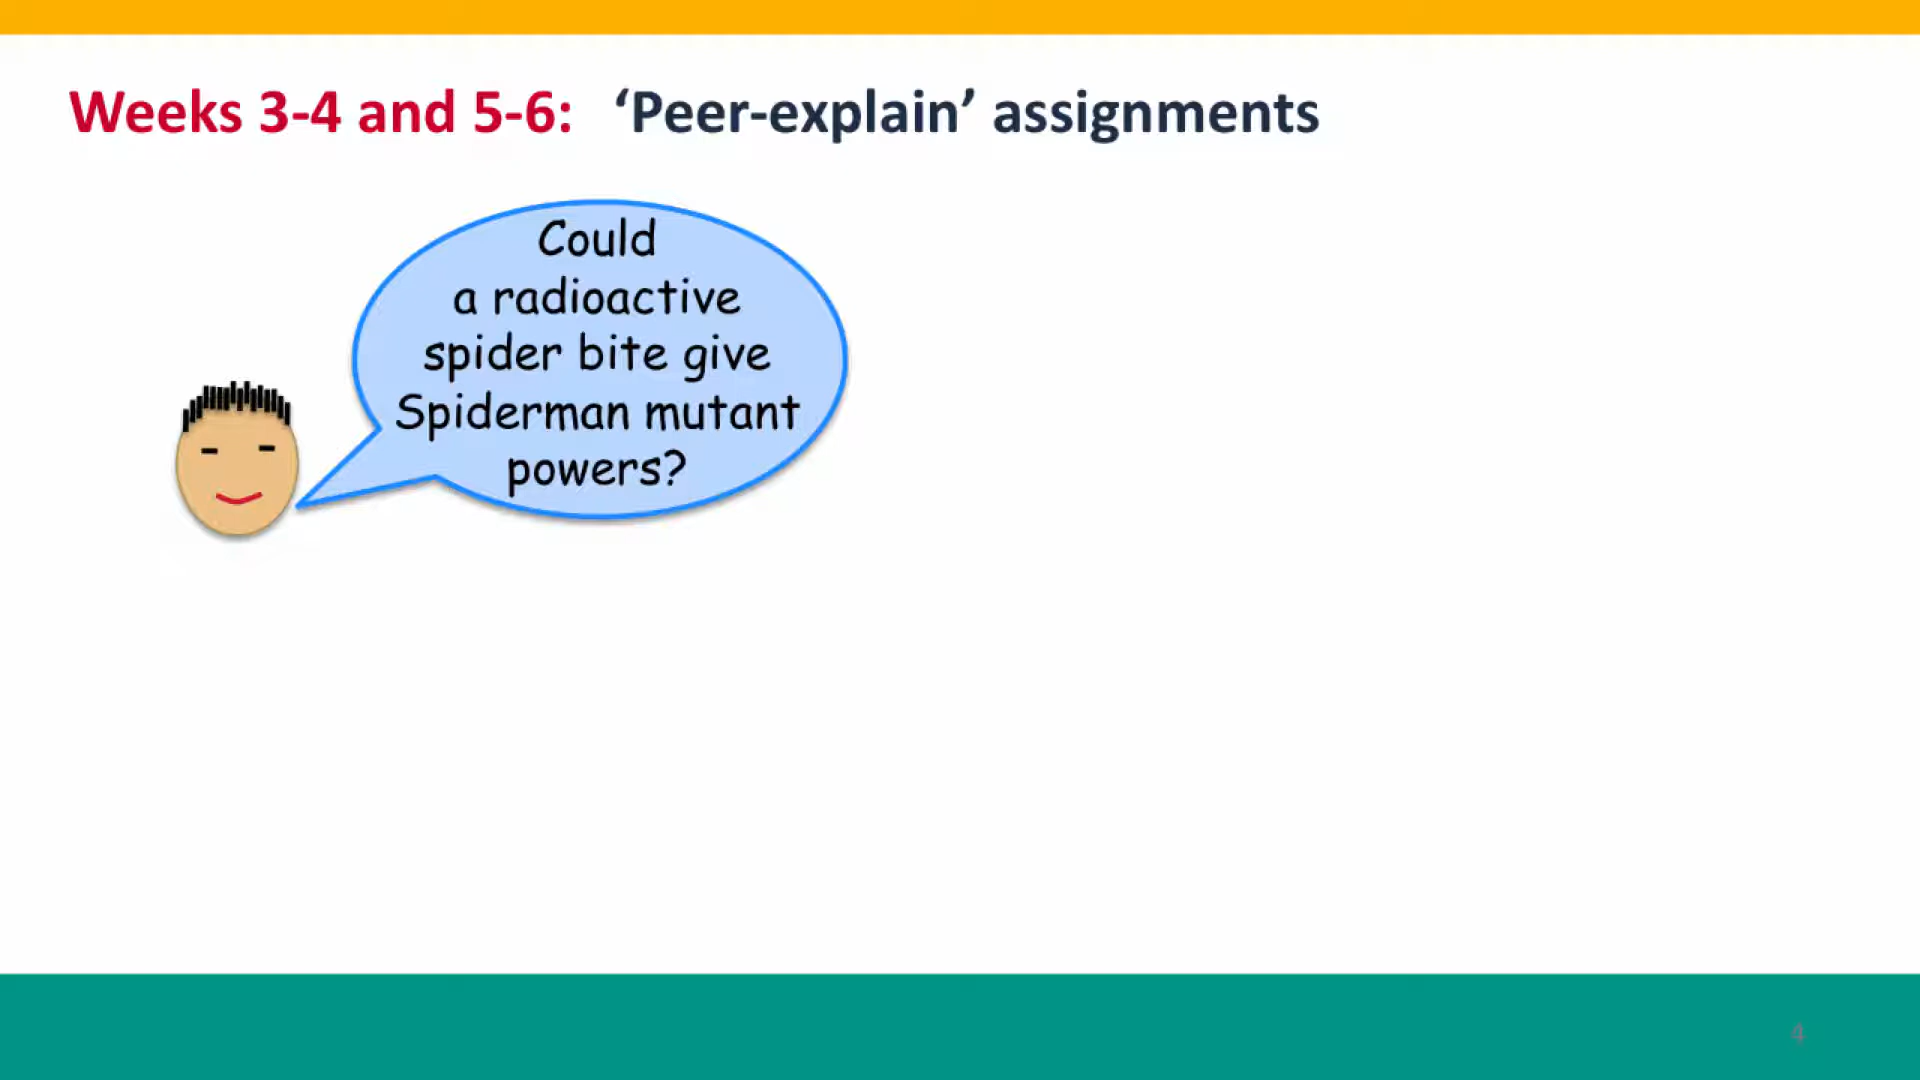 Weeks 3-4 and 5-6: ‘Peer-explain’ assignments
Could
a radioactive
spider bite give
Spiderman mutant
powers?
4